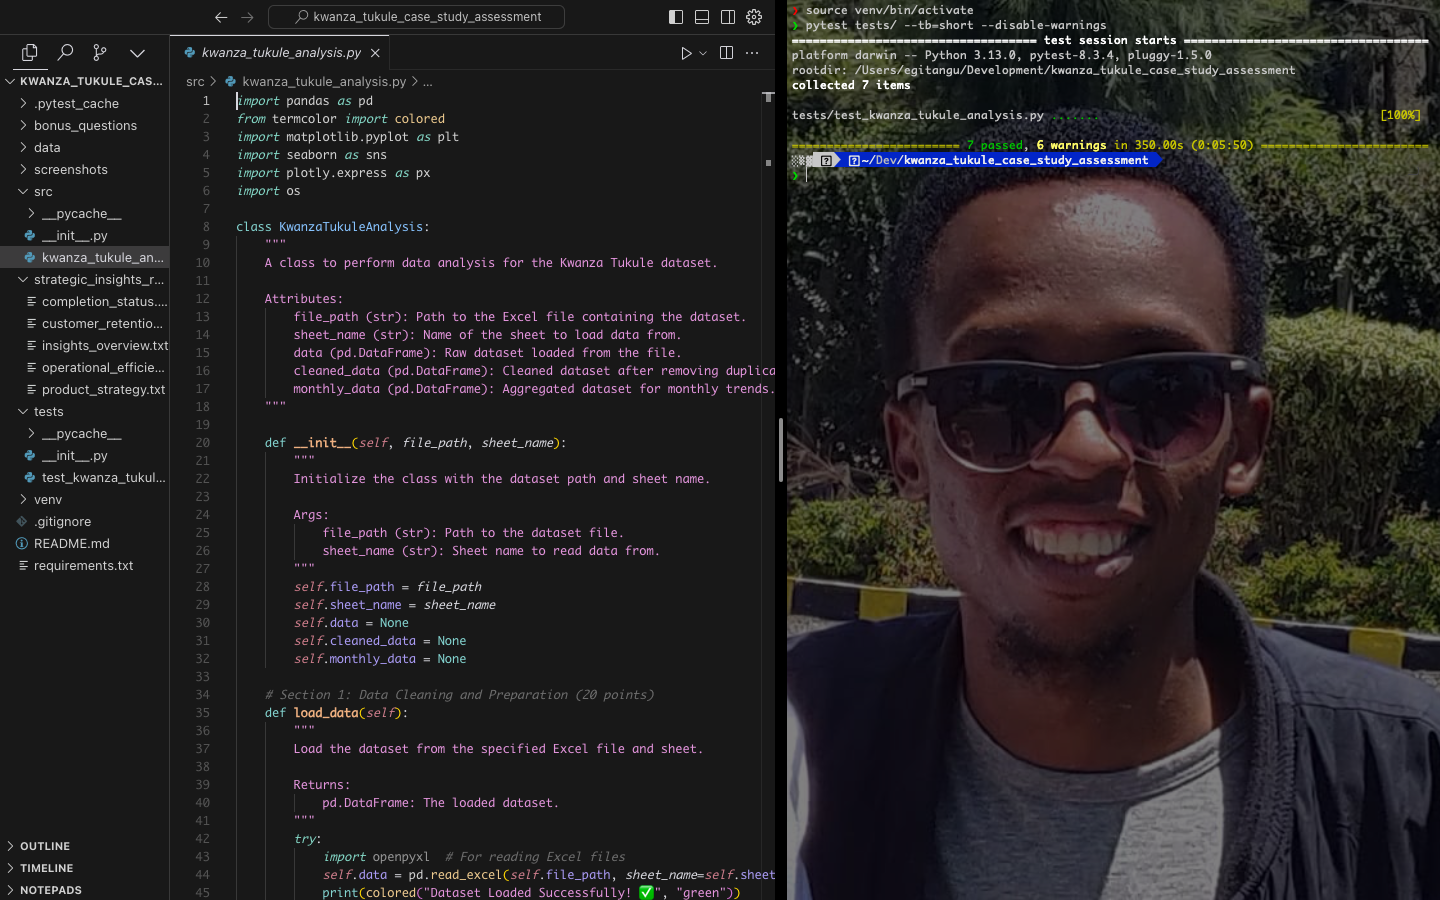 kwanza_tukule_case_study_assessment
KWANZA_TUKULE_CAS...
.pytest_cache
bonus_questions
data
screenshots
src
__pycache__
__init__.py
kwanza_tukule_an...
strategic_insights_r...
completion_status....
customer_retentio...
insights_overview.txt
operational_efficie...
product_strategy.txt
tests
__pycache__
__init__.py
test_kwanza_tukul...
venv
.gitignore
README.md
requirements.txt
OUTLINE
TIMELINE
NOTEPADS
kwanza_tukule_analysis.py
src > kwanza_tukule_analysis.py > ...
1 import pandas as pd
2 from termcolor import colored
3 import matplotlib.pyplot as plt
4 import seaborn as sns
5 import plotly.express as px
6 import os
7
8 class KwanzaTukuleAnalysis:
9 """
10 A class to perform data analysis for the Kwanza Tukule dataset.
11
12 Attributes:
13 file_path (str): Path to the Excel file containing the dataset.
14 sheet_name (str): Name of the sheet to load data from.
15 data (pd.DataFrame): Raw dataset loaded from the file.
16 cleaned_data (pd.DataFrame): Cleaned dataset after removing duplica
17 monthly_data (pd.DataFrame): Aggregated dataset for monthly trends.
18 """
19
20 def __init__(self, file_path, sheet_name):
21 """
22 Initialize the class with the dataset path and sheet name.
23
24 Args:
25 file_path (str): Path to the dataset file.
26 sheet_name (str): Sheet name to read data from.
27 """
28 self.file_path = file_path
29 self.sheet_name = sheet_name
30 self.data = None
31 self.cleaned_data = None
32 self.monthly_data = None
33
34 # Section 1: Data Cleaning and Preparation (20 points)
35 def load_data(self):
36 """
37 Load the dataset from the specified Excel file and sheet.
38
39 Returns:
40 pd.DataFrame: The loaded dataset.
41 """
42 try:
43 import openpyxl # For reading Excel files
44 self.data = pd.read_excel(self.file_path, sheet_name=self.sheet
45 print(colored("Dataset Loaded Successfully! ✅", "green"))
❯ source venv/bin/activate
❯ pytest tests/ --tb=short --disable-warnings
test session starts
platform darwin -- Python 3.13.0, pytest-8.3.4, pluggy-1.5.0
rootdir: /Users/egitangu/Development/kwanza_tukule_case_study_assessment
collected 7 items
tests/test_kwanza_tukule_analysis.py ....... [100%]
7 passed, 6 warnings in 350.00s (0:05:50)
~/Dev/kwanza_tukule_case_study_assessment
❯